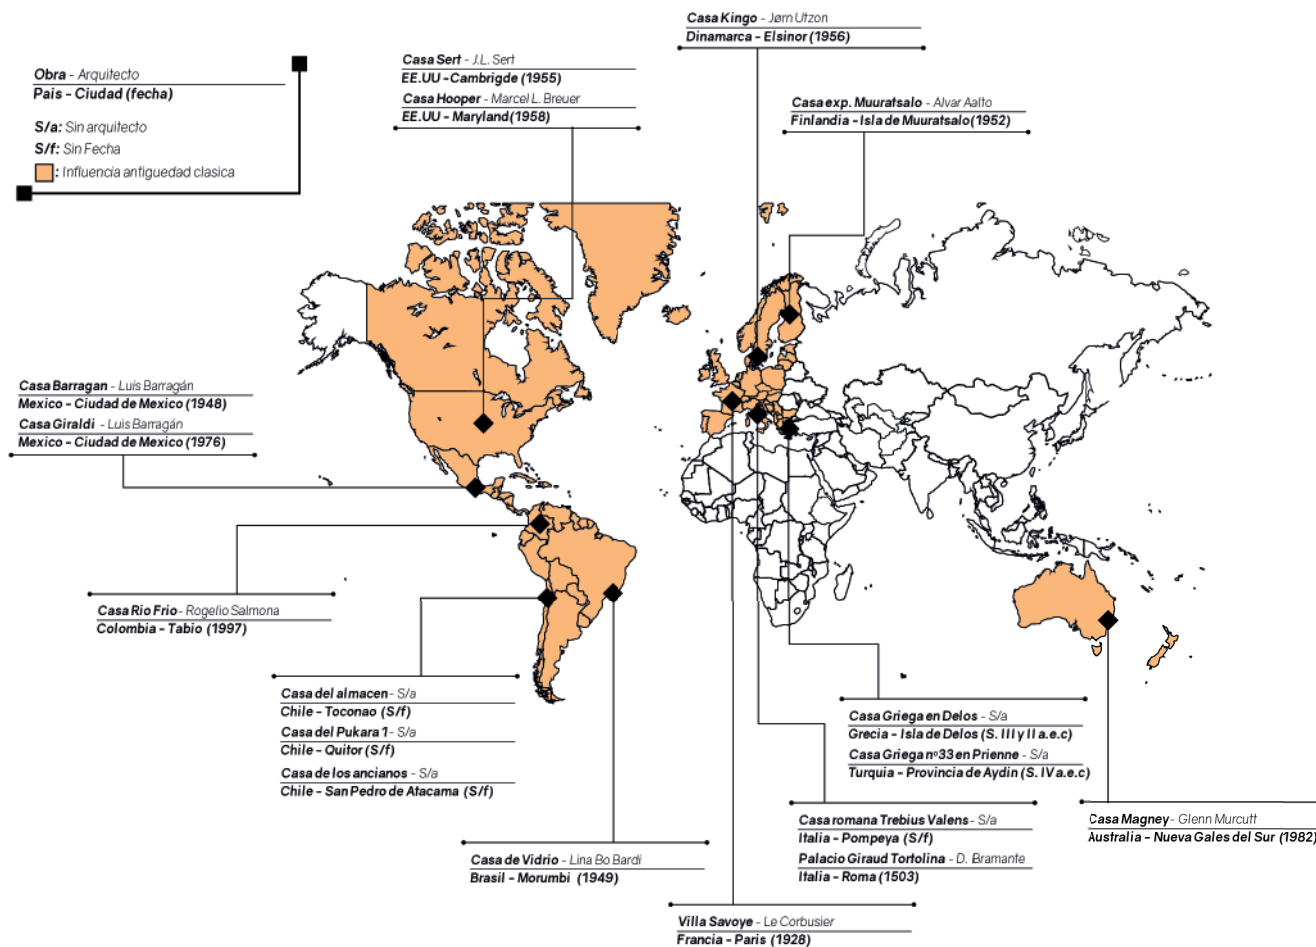 Casa Kingo - Jørn Utzon
Dinamarca - Elsinor (1956)
Casa Sert - J.L. Sert
EE.UU - Cambrigde (1955)
Casa Hooper - Marcel L. Breuer
EE.UU - Maryland (1958)
Obra - Arquitecto
Pais - Ciudad (fecha)
S/a: Sin arquitecto
S/f: Sin Fecha
: Influencia antiguedad clasica
Casa exp. Muuratsalo - Alvar Aalto
Finlandia - Isla de Muuratsalo (1952)
Casa Barragan - Luis Barragán
Mexico - Ciudad de Mexico (1948)
Casa Giraldi - Luis Barragán
Mexico - Ciudad de Mexico (1976)
Casa Rio Frio - Rogelio Salmona
Colombia - Tabio (1997)
Casa del almacen - S/a
Chile - Toconao (S/f)
Casa del Pukara 1 - S/a
Chile - Quitor (S/f)
Casa de los ancianos - S/a
Chile - San Pedro de Atacama (S/f)
Casa de Vidrio - Lina Bo Bardi
Brasil - Morumbi (1949)
Casa Griega en Delos - S/a
Grecia - Isla de Delos (S. III y II a.e.c)
Casa Griega nº33 en Prienne - S/a
Turquia - Provincia de Aydin (S. IV a.e.c)
Casa romana Trebius Valens - S/a
Italia - Pompeya (S/f)
Palacio Giraud Tortolina - D. Bramante
Italia - Roma (1503)
Casa Magney - Glenn Murcutt
Australia - Nueva Gales del Sur (1982)
Villa Savoye - Le Corbusier
Francia - Paris (1928)